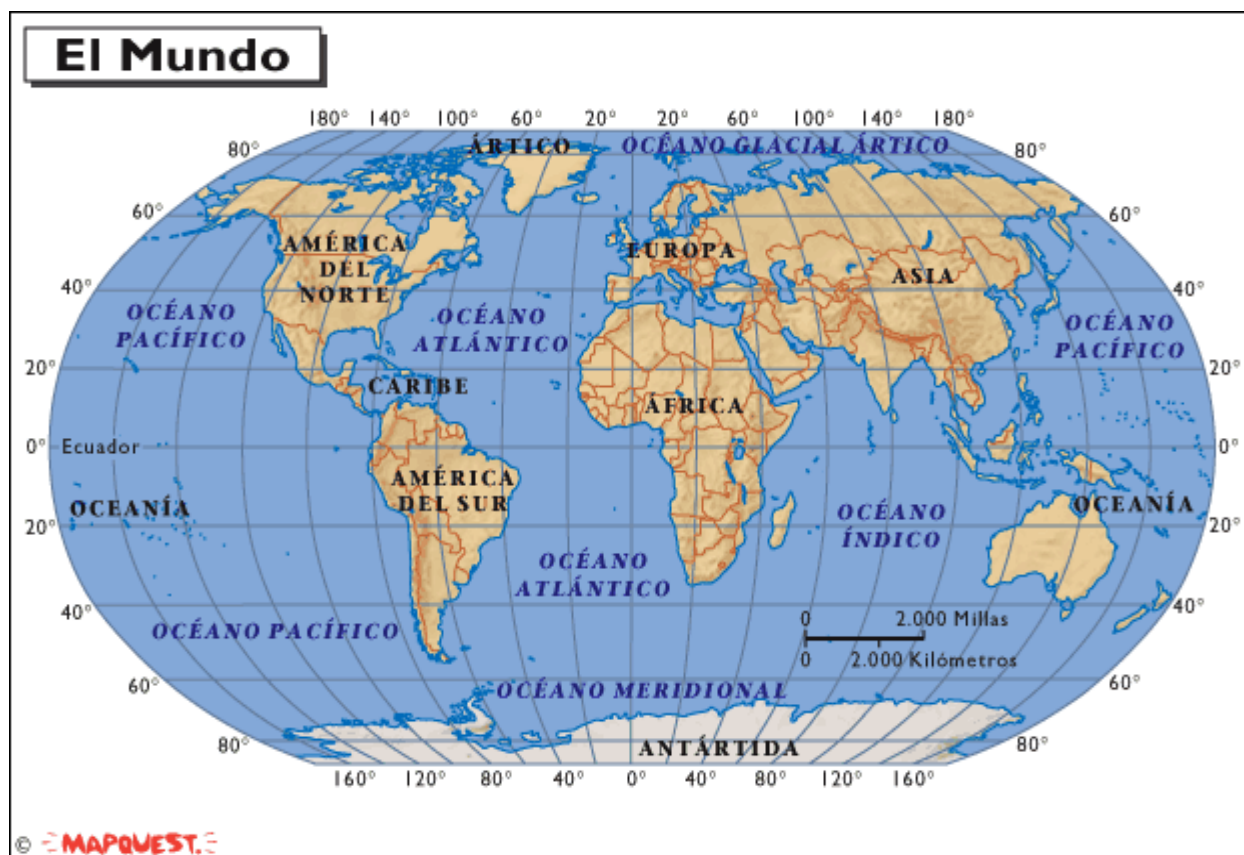 El Mundo
180° 140° 100° 60° 20° 0° 20° 60° 100° 140° 180°
ÁRTICO
OCÉANO GLACIAL ÁRTICO
80°
80°
60°
60°
AMÉRICA
DEL
NORTE
EUROPA
ASIA
40°
40°
OCÉANO
PACÍFICO
OCÉANO
ATLÁNTICO
OCÉANO
PACÍFICO
20°
20°
CARIBE
ÁFRICA
0°
Ecuador
0°
AMÉRICA
DEL SUR
OCEANÍA
OCEANÍA
20°
20°
OCÉANO
ÍNDICO
OCÉANO
ATLÁNTICO
40°
40°
0 2.000 Millas
0 2.000 Kilómetros
OCÉANO PACÍFICO
60°
60°
OCÉANO MERIDIONAL
80°
80°
ANTÁRTIDA
160° 120° 80° 40° 0° 40° 80° 120° 160°
© MAPQUEST.